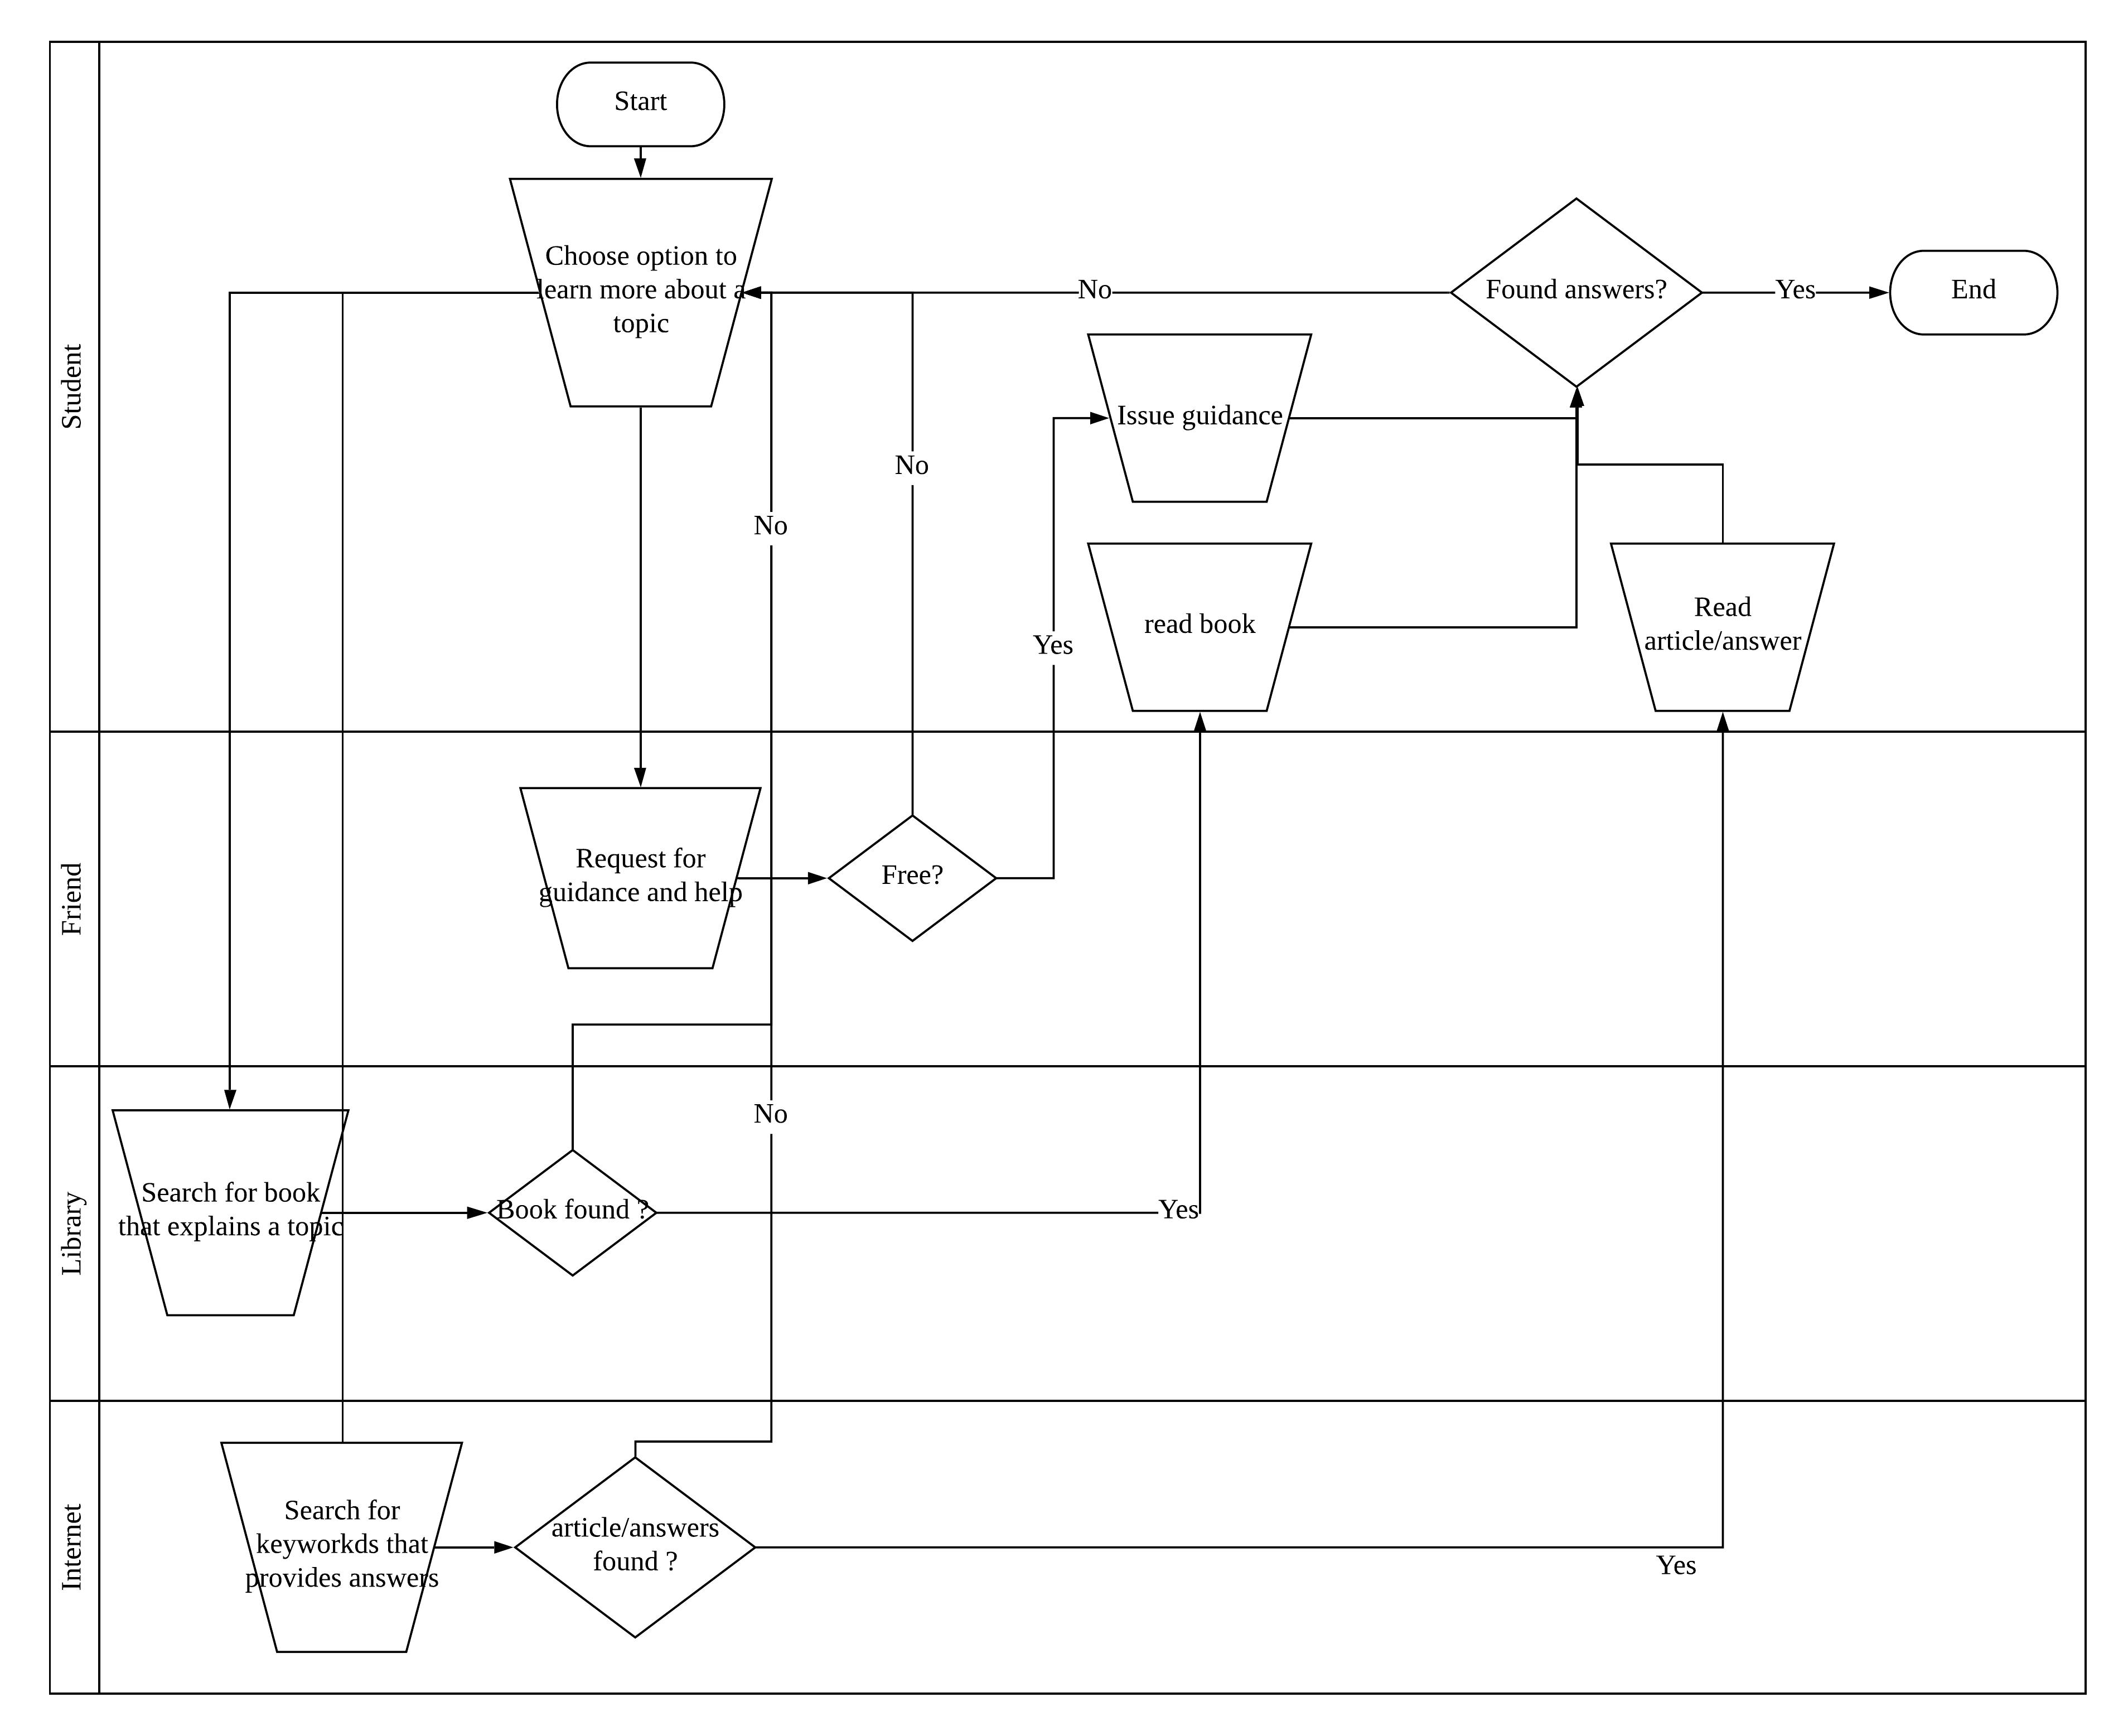 Start
Choose option to
learn more about a
topic
No
Found answers?
Yes
End
Student
Issue guidance
No
No
read book
Yes
Read
article/answer
Friend
Request for
guidance and help
Free?
No
Library
Search for book
that explains a topic
Book found ?
Yes
Internet
Search for
keyworkds that
provides answers
article/answers
found ?
Yes